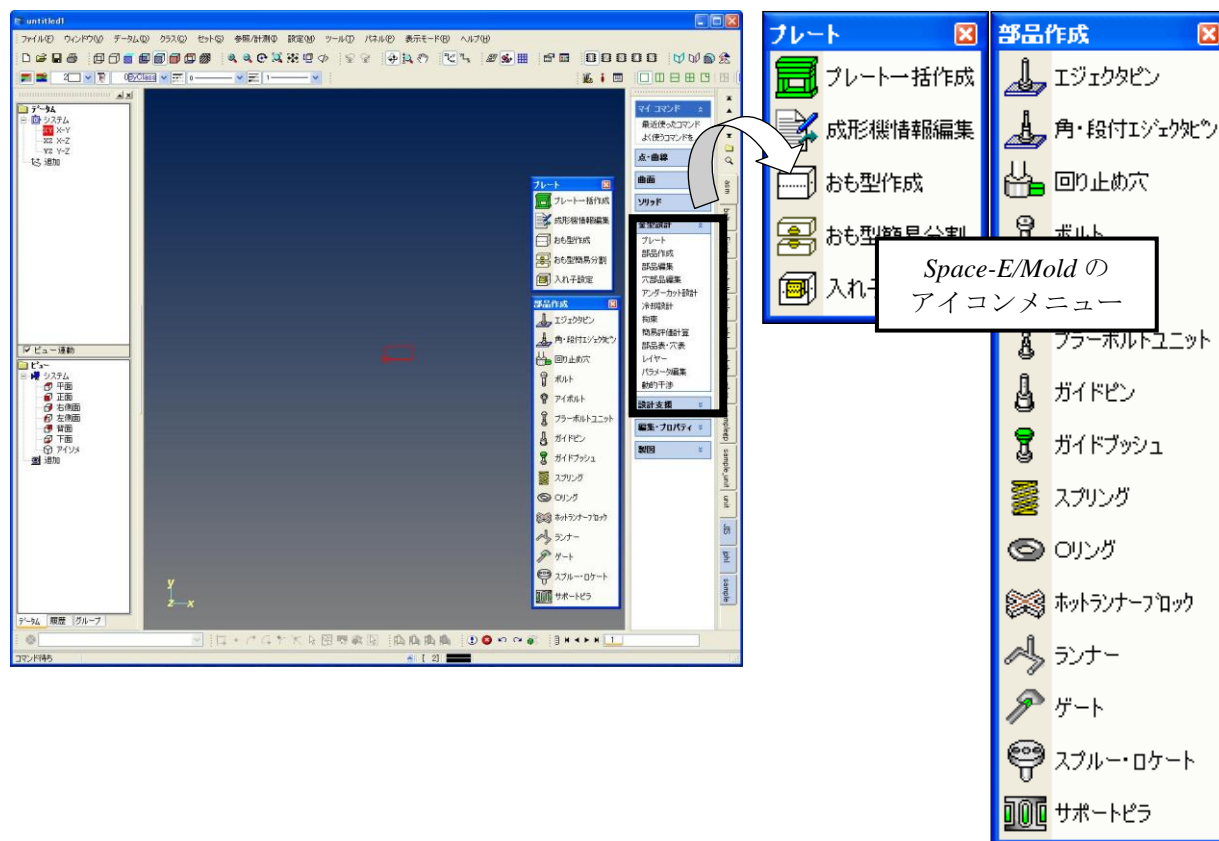 untitled1
ファイル(F) ウィンドウ(W) データム(D) クラス(C) セット(S) 参照/計測(I) 設定(M) ツール(T) パネル(P) 表示モード(R) ヘルプ(H)
2
0(ByClass)
0
1
データム
システム
X-Y
X-Z
Y-Z
追加
ビュー連動
ビュー
システム
平面
正面
右側面
左側面
背面
下面
アイソメ
追加
データム 履歴 グループ
コマンド待ち
[ 2]
1
y
z x
プレート
プレート一括作成
成形機情報編集
おも型作成
おも型簡易分割
入れ子設定
部品作成
エジェクタピン
角・段付エジェクタピン
回り止め穴
ボルト
アイボルト
プラーボルトユニット
ガイドピン
ガイドブッシュ
スプリング
Oリング
ホットランナーブロック
ランナー
ゲート
スプルー・ロケート
サポートピラ
マイ コマンド
最近使ったコマンド
よく使うコマンドを
点・曲線
曲面
ソリッド
金型設計
プレート
部品作成
部品編集
穴部品編集
アンダーカット設計
冷却設計
拘束
簡易評価計算
部品表・穴表
レイヤー
パラメータ編集
動的干渉
設計支援
編集・プロパティ
製図
asm
sample_unit
unit
sample
プレート
プレート一括作成
成形機情報編集
おも型作成
おも型簡易分割
入れ
部品作成
エジェクタピン
角・段付エジェクタピン
回り止め穴
ボルト
Space-E/Mold の
アイコンメニュー
プラーボルトユニット
ガイドピン
ガイドブッシュ
スプリング
Oリング
ホットランナーブロック
ランナー
ゲート
スプルー・ロケート
サポートピラ